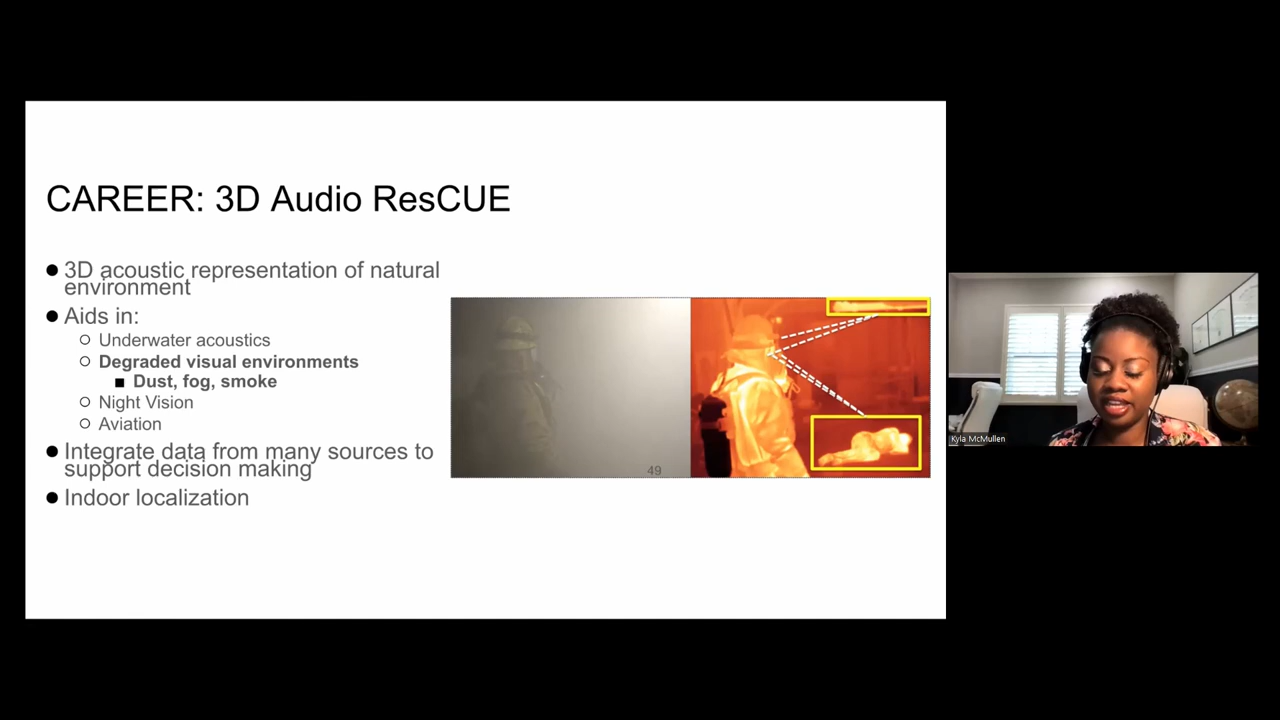 CAREER: 3D Audio ResCUE
3D acoustic representation of natural
environment
Aids in:
Underwater acoustics
Degraded visual environments
Dust, fog, smoke
Night Vision
Aviation
Integrate data from many sources to
support decision making
Indoor localization
49
Kyla McMullen